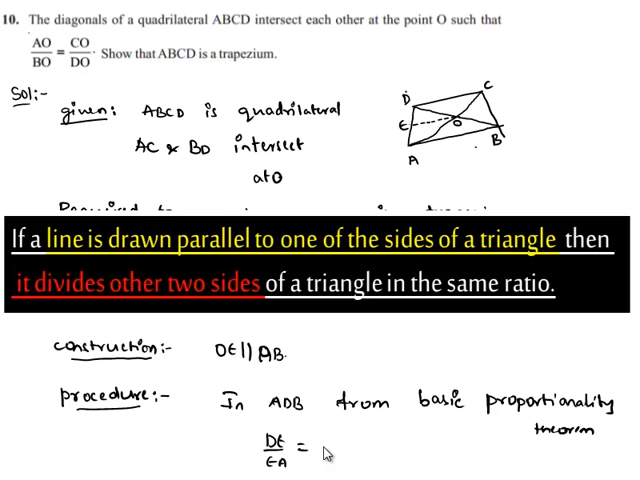 10. The diagonals of a quadrilateral ABCD intersect each other at the point O such that
AO/BO = CO/DO. Show that ABCD is a trapezium.
Sol:-
given: ABCD is quadrilateral
AC & BD intersect
at O
D
C
E
O
A
B
If a line is drawn parallel to one of the sides of a triangle then
it divides other two sides of a triangle in the same ratio.
construction:- OE || AB.
procedure:- In ADB from basic proportionality
theorim
DE/EA =